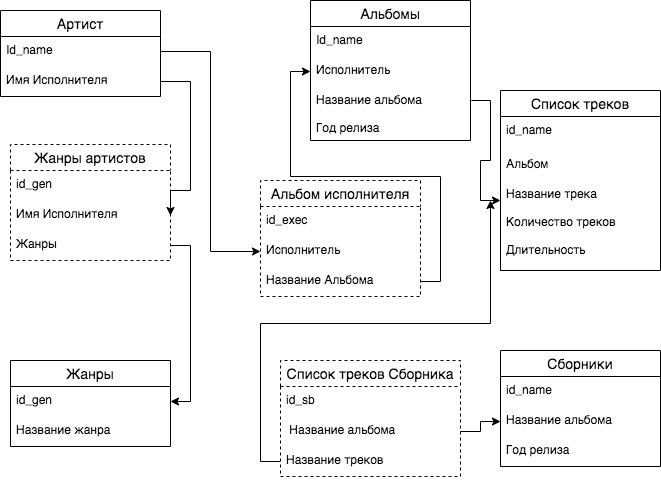 Артист
Id_name
Имя Исполнителя
Альбомы
Id_name
Исполнитель
Название альбома
Год релиза
Список треков
id_name
Альбом
Название трека
Количество треков
Длительность
Жанры артистов
id_gen
Имя Исполнителя
Жанры
Альбом исполнителя
id_exec
Исполнитель
Название Альбома
Жанры
id_gen
Название жанра
Список треков Сборника
id_sb
Название альбома
Название треков
Сборники
id_name
Название альбома
Год релиза